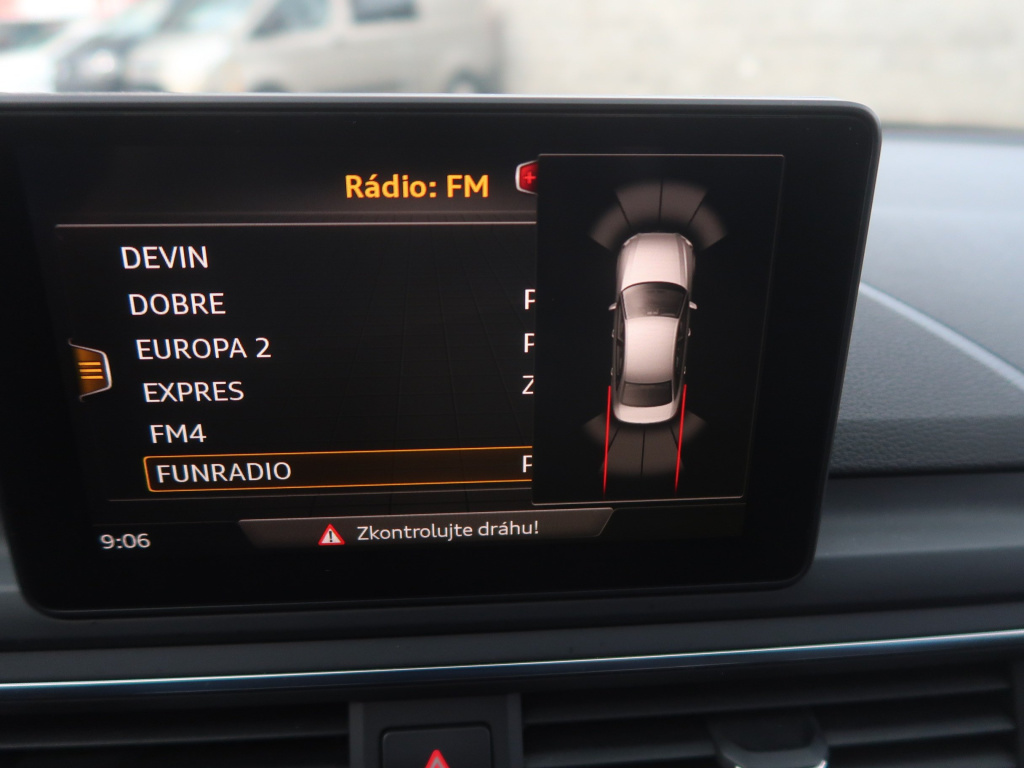 Rádio: FM
DEVIN
DOBRE P
EUROPA 2 P
EXPRES Z
FM4
FUNRADIO P
9:06
Zkontrolujte dráhu!